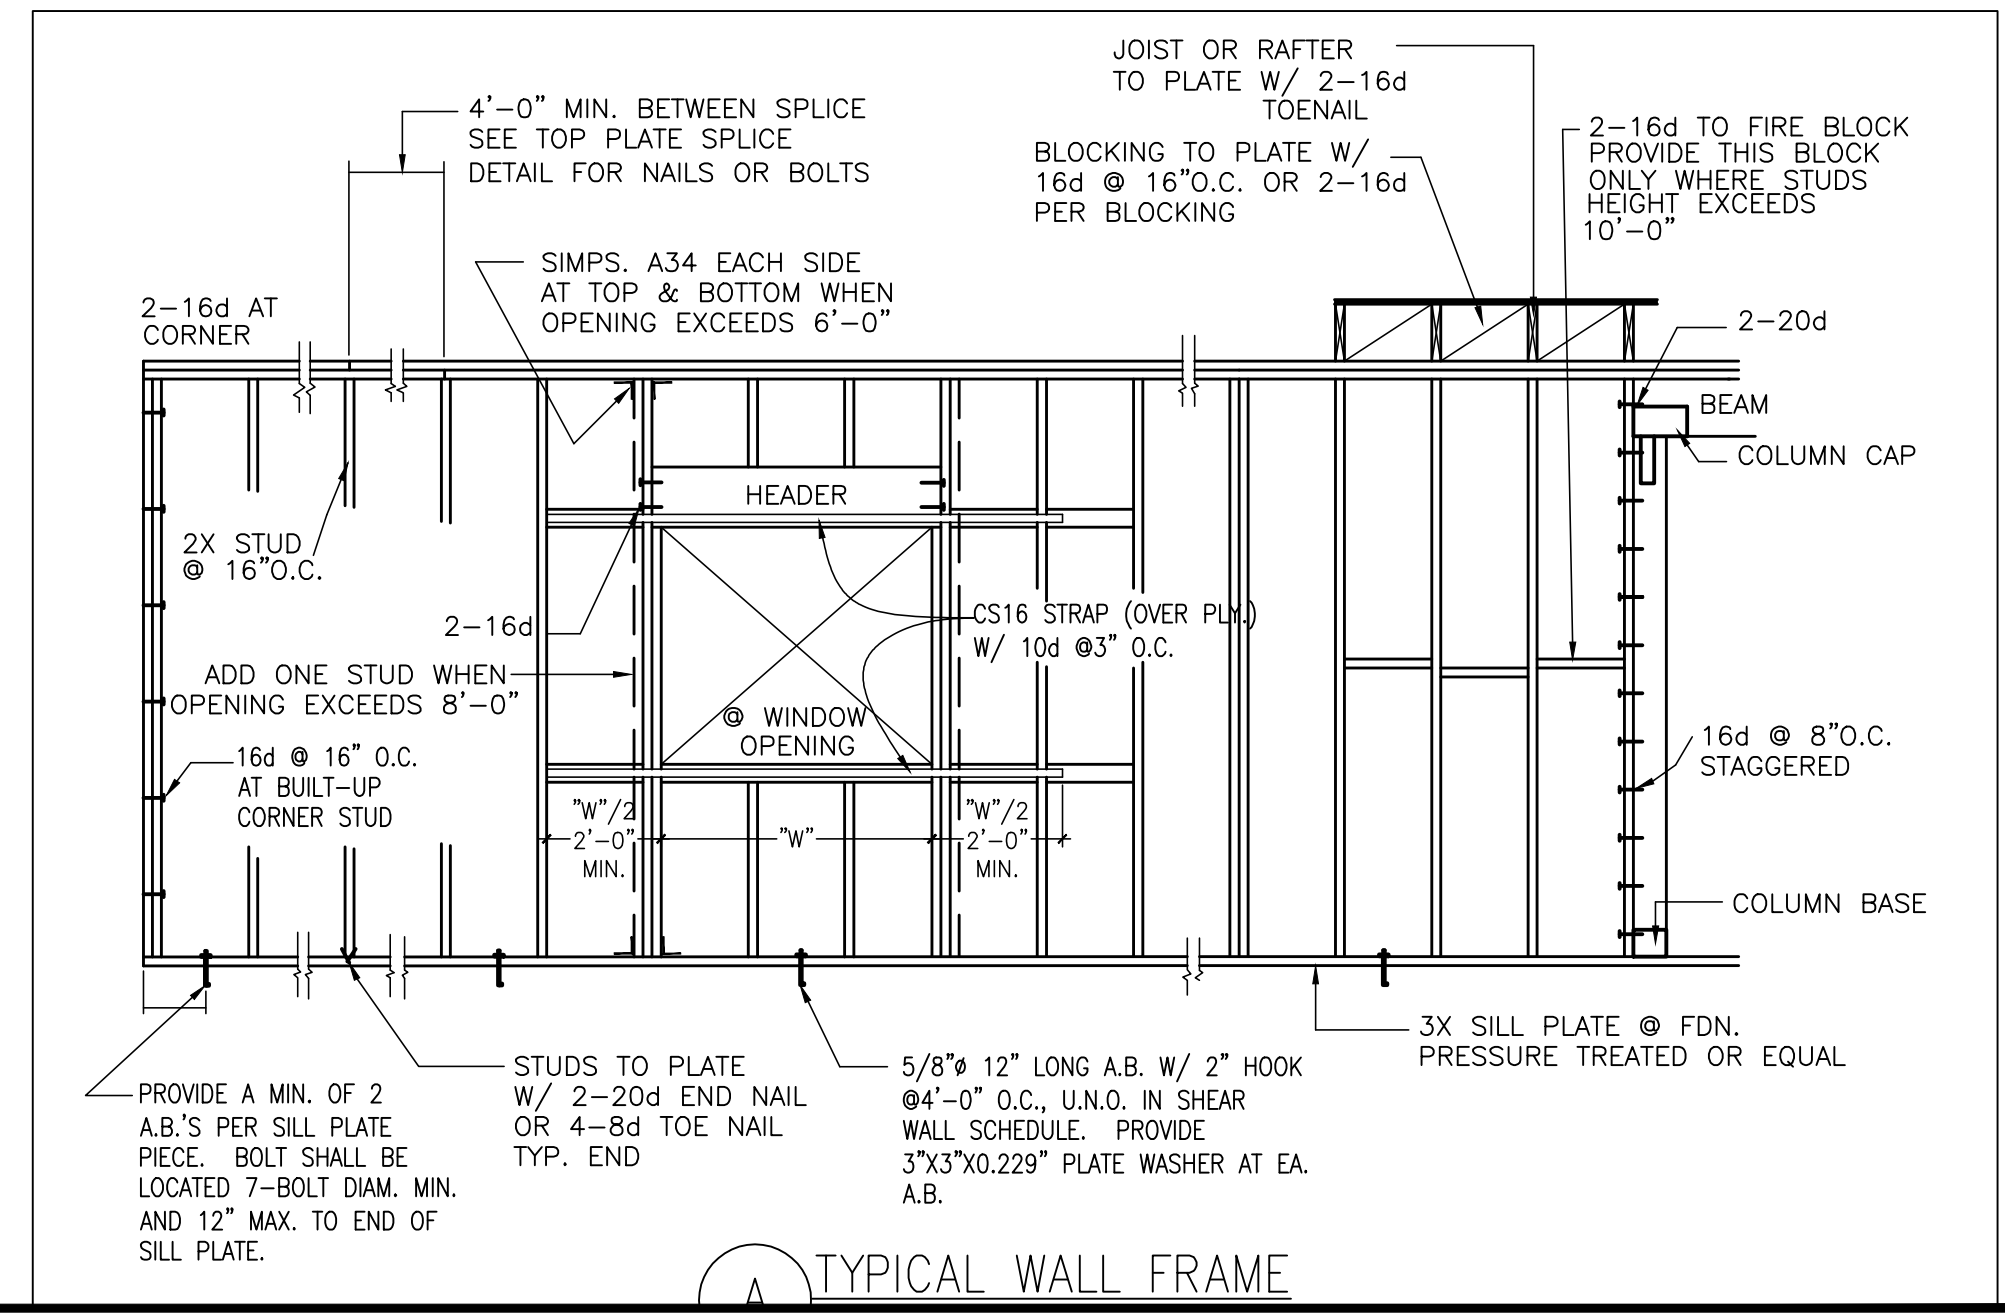 JOIST OR RAFTER
TO PLATE W/ 2-16d
TOENAIL
4'-0" MIN. BETWEEN SPLICE
SEE TOP PLATE SPLICE
DETAIL FOR NAILS OR BOLTS
BLOCKING TO PLATE W/
16d @ 16"O.C. OR 2-16d
PER BLOCKING
2-16d TO FIRE BLOCK
PROVIDE THIS BLOCK
ONLY WHERE STUDS
HEIGHT EXCEEDS
10'-0"
SIMPS. A34 EACH SIDE
AT TOP & BOTTOM WHEN
OPENING EXCEEDS 6'-0"
2-16d AT
CORNER
2-20d
BEAM
COLUMN CAP
HEADER
2X STUD
@ 16"O.C.
2-16d
CS16 STRAP (OVER PLY.)
W/ 10d @3" O.C.
ADD ONE STUD WHEN
OPENING EXCEEDS 8'-0"
@ WINDOW
OPENING
16d @ 16" O.C.
AT BUILT-UP
CORNER STUD
16d @ 8"O.C.
STAGGERED
"W"/2
2'-0"
MIN.
"W"
"W"/2
2'-0"
MIN.
COLUMN BASE
3X SILL PLATE @ FDN.
PRESSURE TREATED OR EQUAL
PROVIDE A MIN. OF 2
A.B.'S PER SILL PLATE
PIECE. BOLT SHALL BE
LOCATED 7-BOLT DIAM. MIN.
AND 12" MAX. TO END OF
SILL PLATE.
STUDS TO PLATE
W/ 2-20d END NAIL
OR 4-8d TOE NAIL
TYP. END
5/8"ø 12" LONG A.B. W/ 2" HOOK
@4'-0" O.C., U.N.O. IN SHEAR
WALL SCHEDULE. PROVIDE
3"X3"X0.229" PLATE WASHER AT EA.
A.B.
A
TYPICAL WALL FRAME